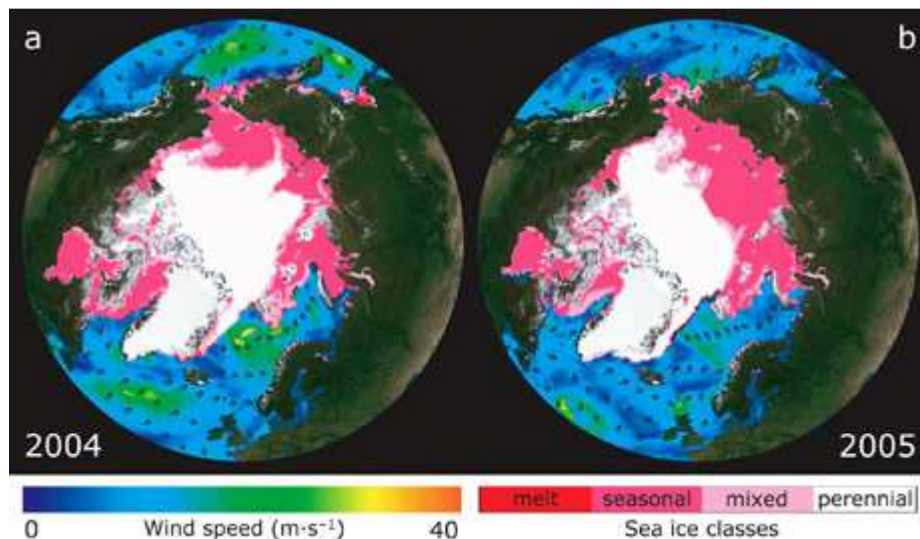 a
b
2004
2005
melt seasonal mixed perennial
0 Wind speed (m·s⁻¹) 40
Sea ice classes